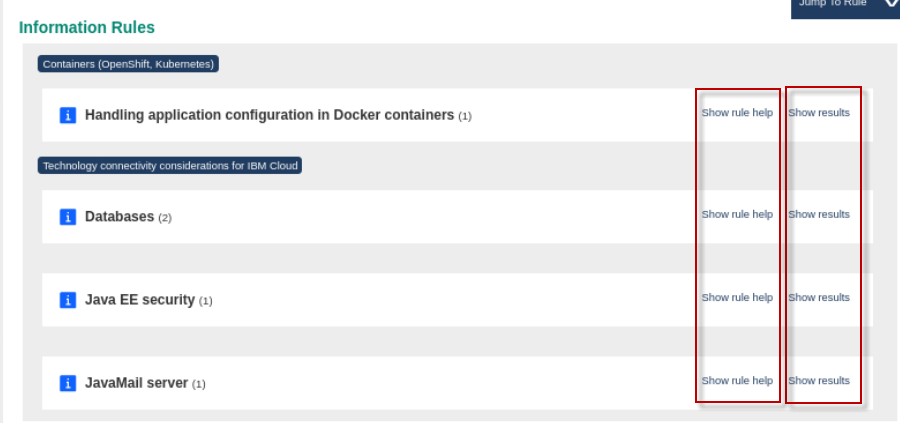 Jump To Rule
Information Rules
Containers (OpenShift, Kubernetes)
Handling application configuration in Docker containers (1) Show rule help Show results
Technology connectivity considerations for IBM Cloud
Databases (2) Show rule help Show results
Java EE security (1) Show rule help Show results
JavaMail server (1) Show rule help Show results